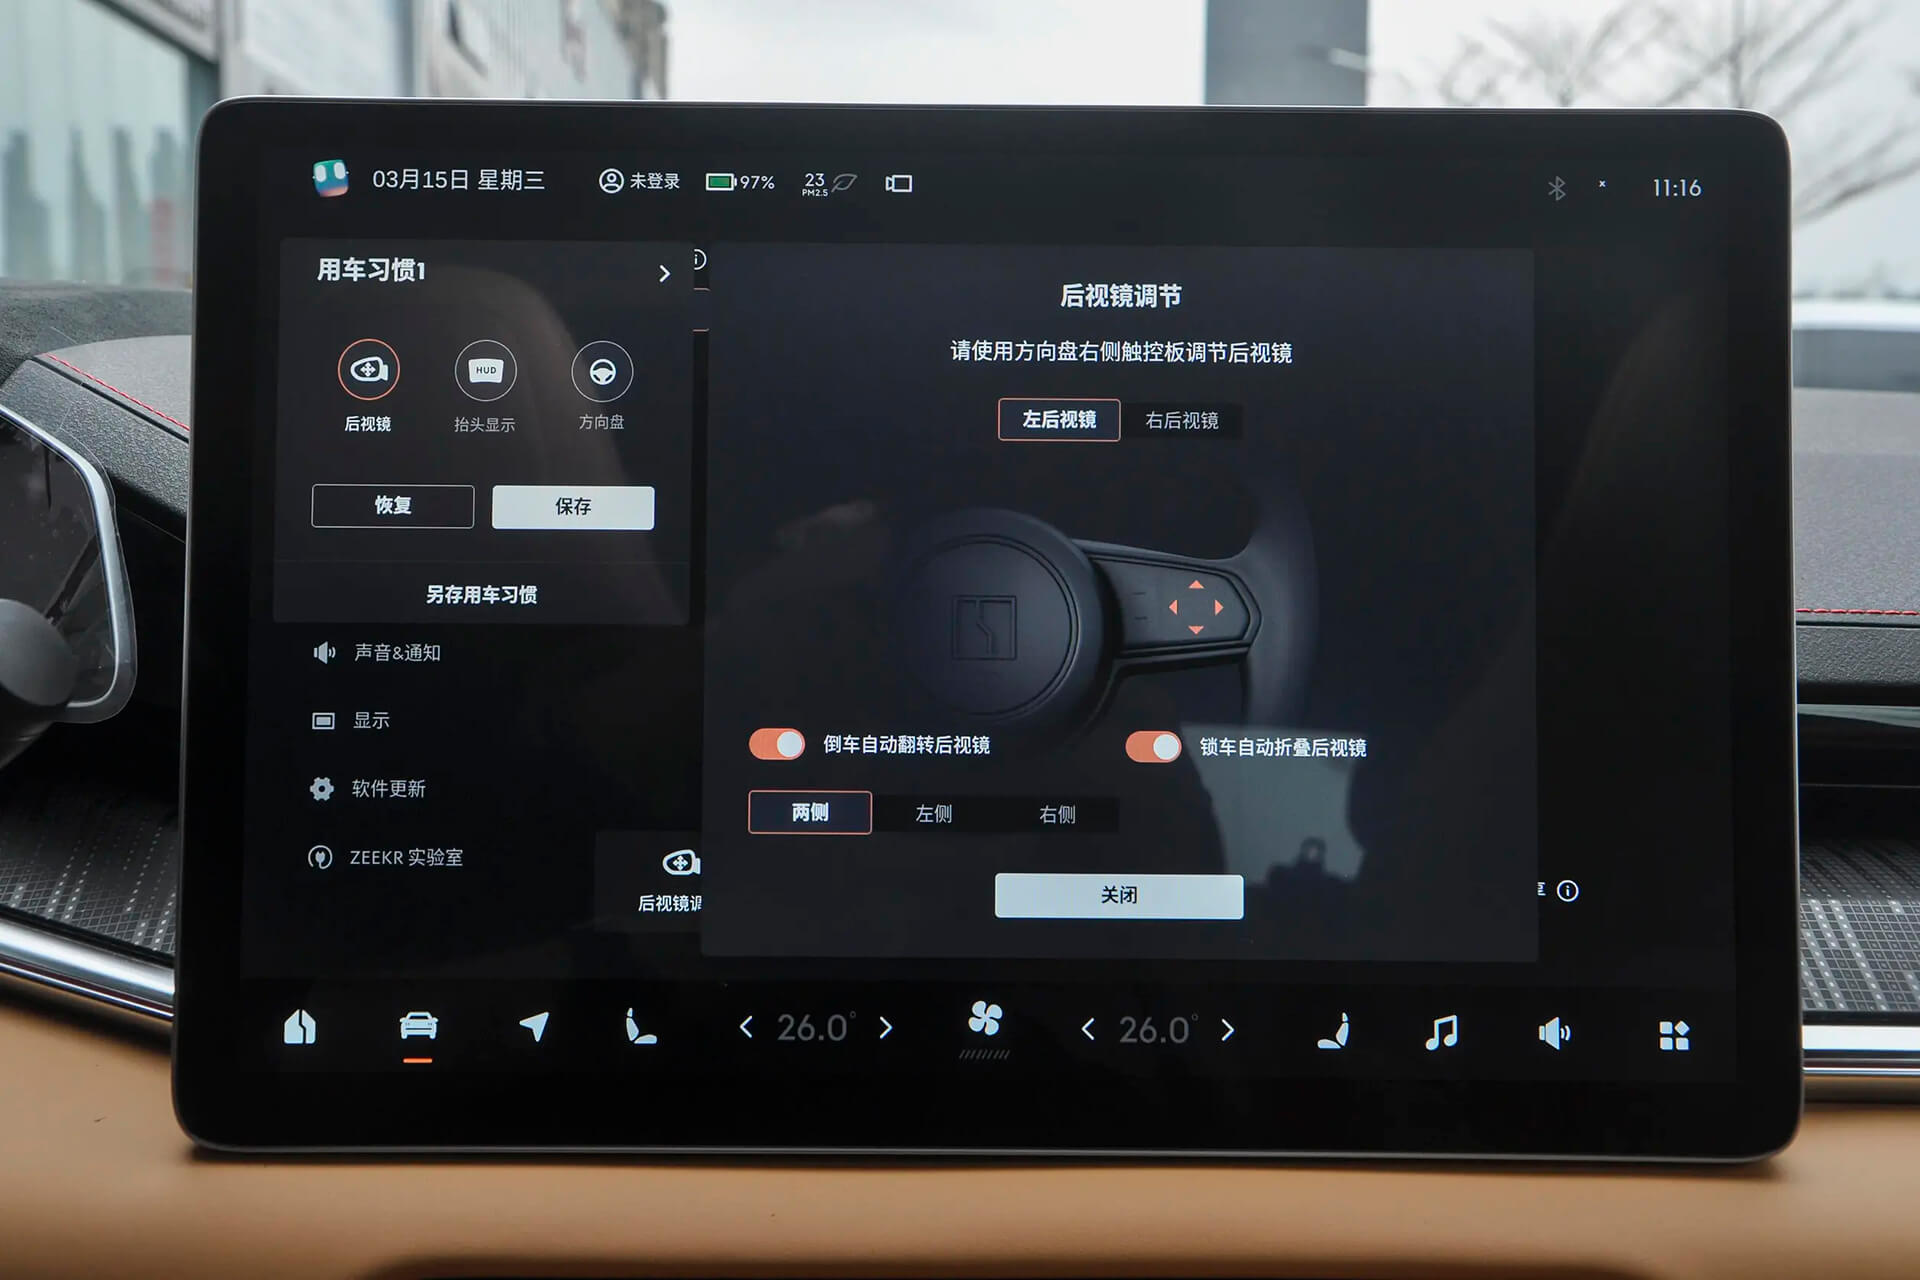 03月15日 星期三
未登录
97%
23
PM2.5
11:16
用车习惯1
HUD
后视镜
抬头显示
方向盘
恢复
保存
另存用车习惯
声音&通知
显示
软件更新
ZEEKR 实验室
后视镜调
后视镜调节
请使用方向盘右侧触控板调节后视镜
左后视镜
右后视镜
倒车自动翻转后视镜
锁车自动折叠后视镜
两侧
左侧
右侧
关闭
26.0°
26.0°